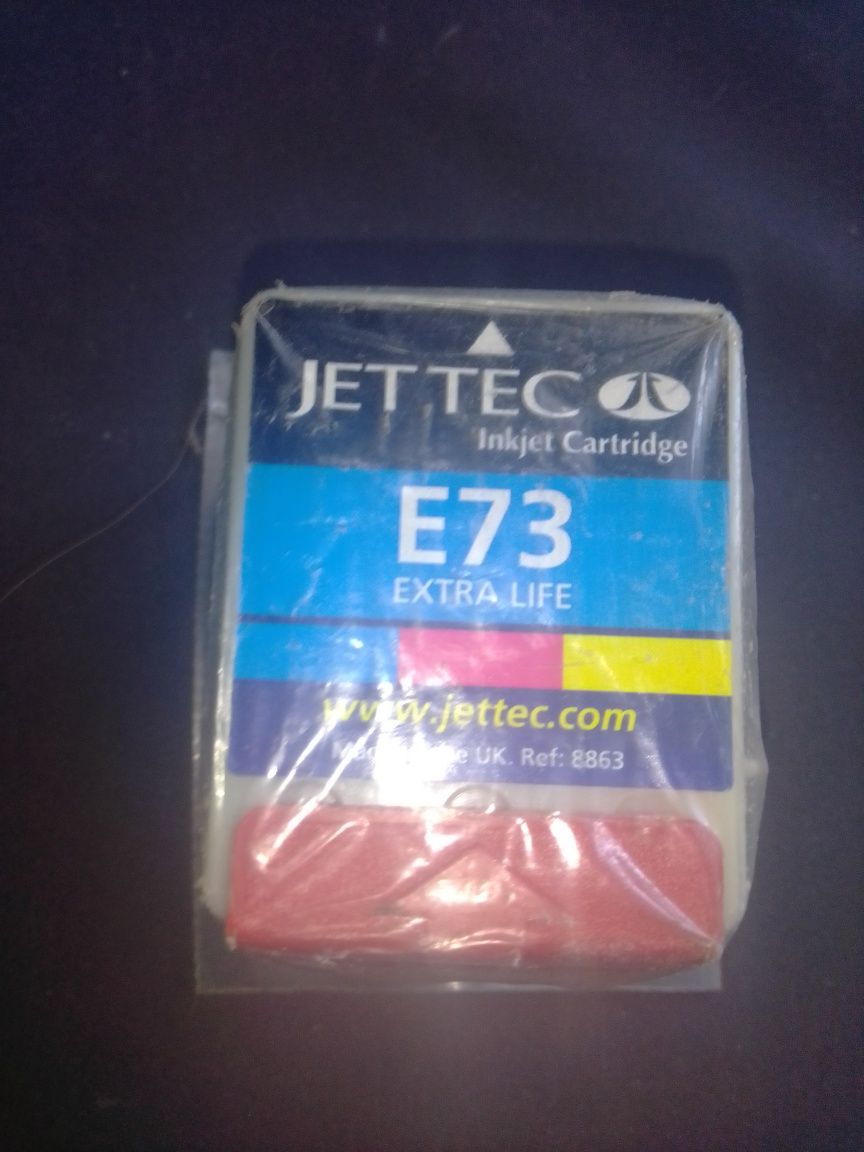 JET TEC
Inkjet Cartridge
E73
EXTRA LIFE
www.jettec.com
UK. Ref: 8863